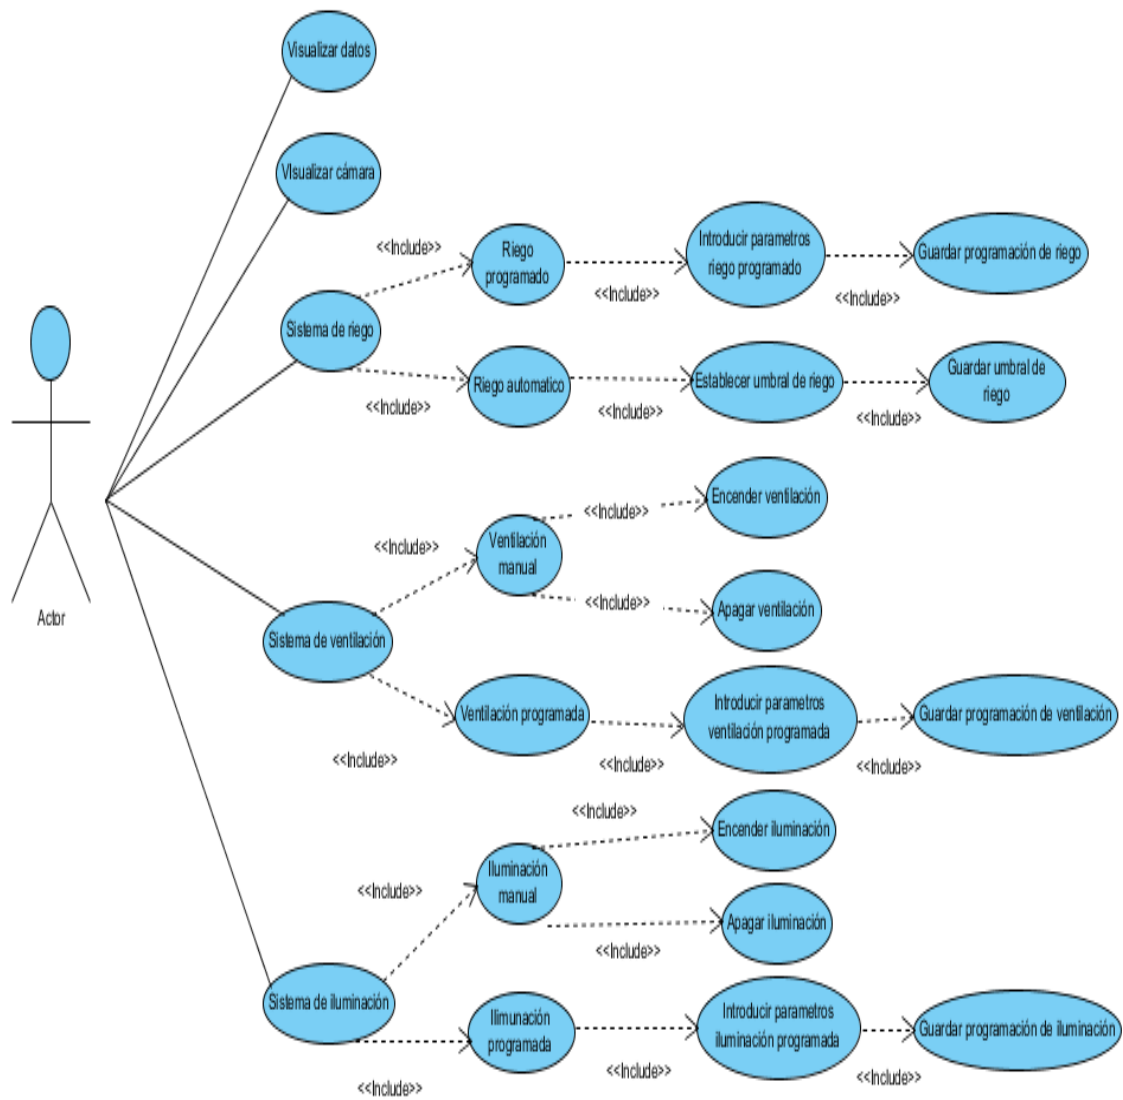 Visualizar datos
VIsualizar cámara
<<Include>>
Riego
programado
<<Include>>
Introducir parametros
riego programado
<<Include>>
Guardar programación de riego
Sistema de riego
<<Include>>
Riego automatico
<<Include>>
Establecer umbral de riego
<<Include>>
Guardar umbral de
riego
Actor
Sistema de ventilación
<<Include>>
Ventilación
manual
<<Include>>
Encender ventilación
<<Include>>
Apagar ventilación
<<Include>>
Ventilación programada
<<Include>>
Introducir parametros
ventilación programada
<<Include>>
Guardar programación de ventilación
Sistema de iluminación
<<Include>>
Iluminación
manual
<<Include>>
Encender iluminación
<<Include>>
Apagar iluminación
<<Include>>
Ilimunación
programada
<<Include>>
Introducir parametros
iluminación programada
<<Include>>
Guardar programación de iluminación